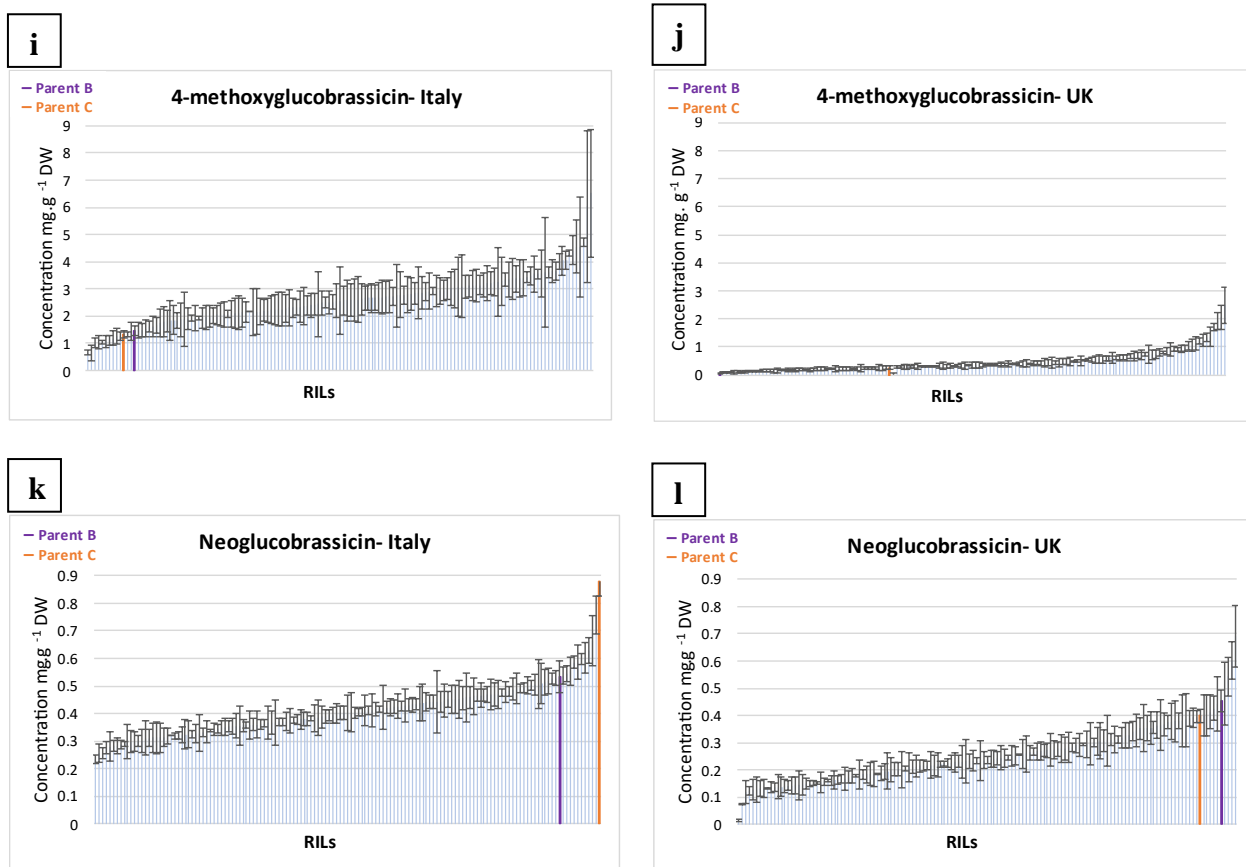 i
— Parent B
— Parent C
4-methoxyglucobrassicin- Italy
Concentration mg.g -1 DW
9
8
7
6
5
4
3
2
1
0
RILs
j
— Parent B
— Parent C
4-methoxyglucobrassicin- UK
Concentration mg. g -1 DW
9
8
7
6
5
4
3
2
1
0
RILs
k
— Parent B
— Parent C
Neoglucobrassicin- Italy
Concentration mg.g -1 DW
0.9
0.8
0.7
0.6
0.5
0.4
0.3
0.2
0.1
0
RILs
l
— Parent B
— Parent C
Neoglucobrassicin- UK
Concentration mg.g -1 DW
0.9
0.8
0.7
0.6
0.5
0.4
0.3
0.2
0.1
0
RILs